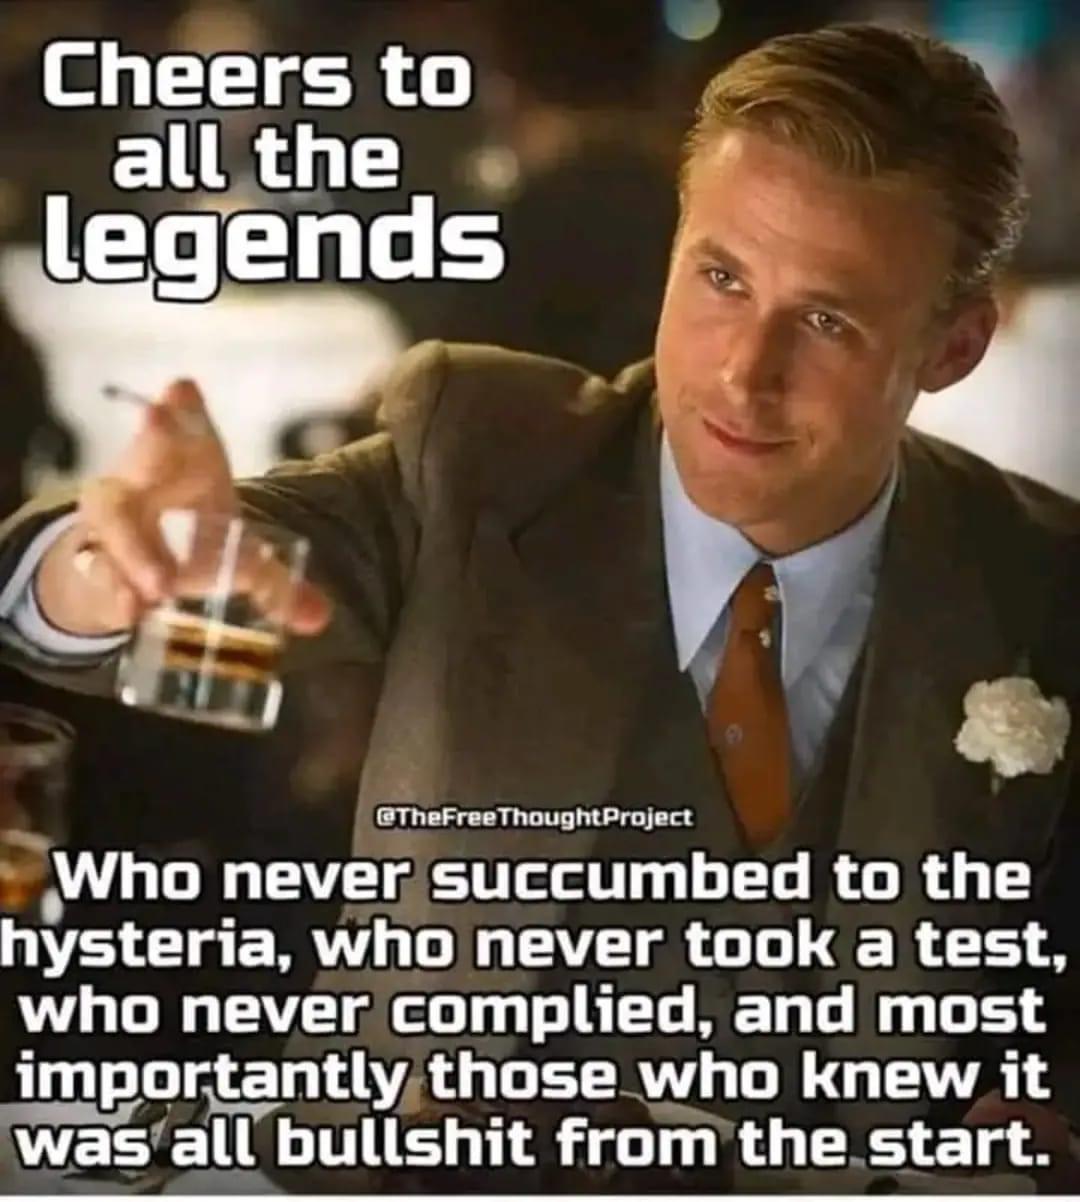 Cheers to
all the
legends
@TheFreeThoughtProject
Who never succumbed to the
hysteria, who never took a test,
who never complied, and most
importantly those who knew it
was all bullshit from the start.